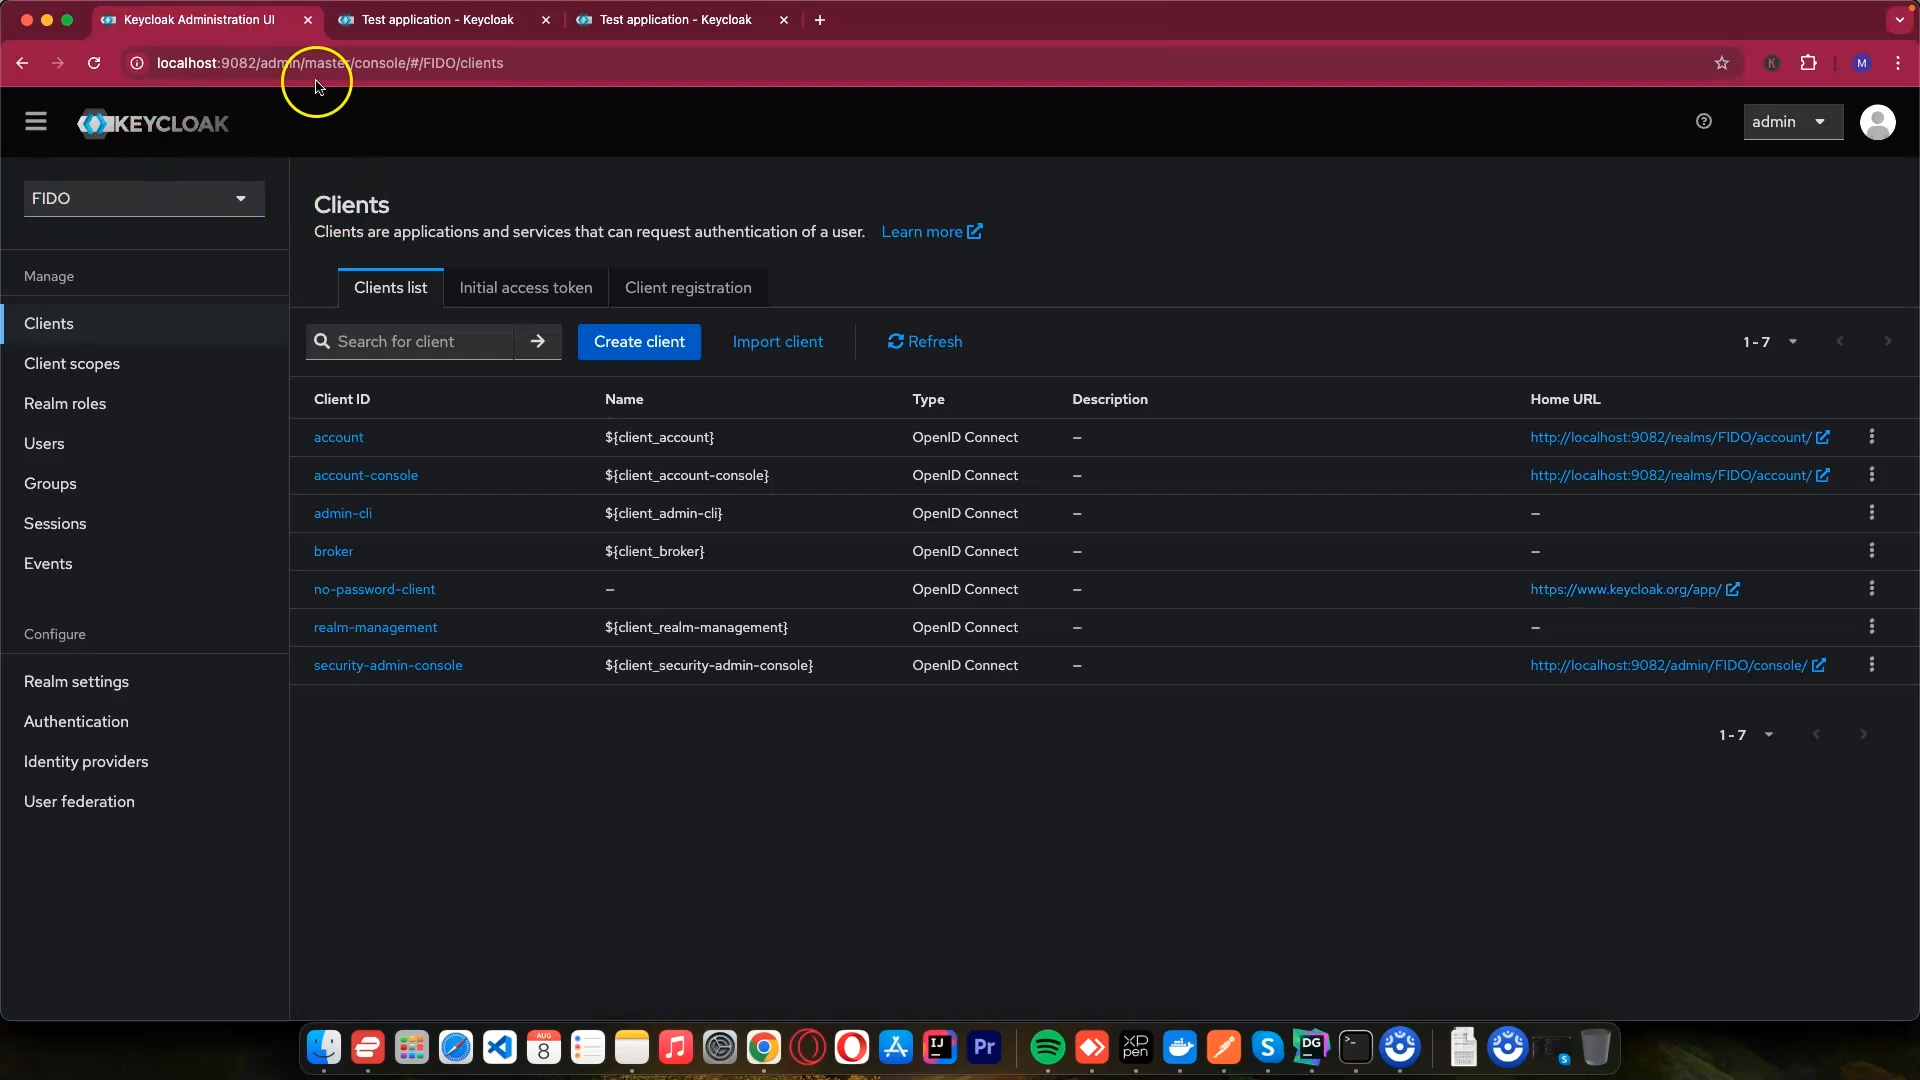 Keycloak Administration UI
Test application - Keycloak
Test application - Keycloak
localhost:9082/admin/master/console/#/FIDO/clients
K
M
KEYCLOAK
admin
FIDO
Manage
Clients
Client scopes
Realm roles
Users
Groups
Sessions
Events
Configure
Realm settings
Authentication
Identity providers
User federation
Clients
Clients are applications and services that can request authentication of a user. Learn more
Clients list Initial access token Client registration
Search for client Create client Import client Refresh 1 - 7
Client ID Name Type Description Home URL
account ${client_account} OpenID Connect – http://localhost:9082/realms/FIDO/account/
account-console ${client_account-console} OpenID Connect – http://localhost:9082/realms/FIDO/account/
admin-cli ${client_admin-cli} OpenID Connect – –
broker ${client_broker} OpenID Connect – –
no-password-client – OpenID Connect – https://www.keycloak.org/app/
realm-management ${client_realm-management} OpenID Connect – –
security-admin-console ${client_security-admin-console} OpenID Connect – http://localhost:9082/admin/FIDO/console/
1 - 7
AUG
8
IJ
Pr
XP
pen
S
DG
>_
S